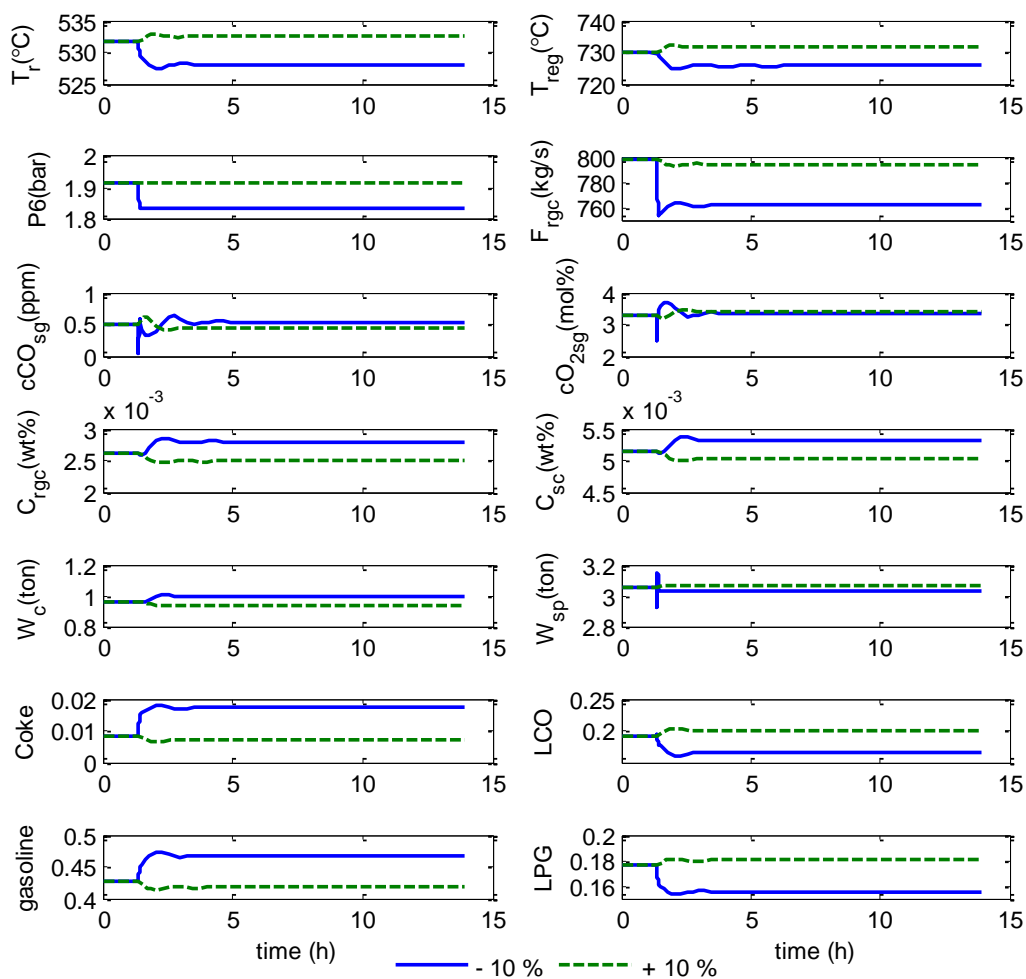 T_r(°C)
535
530
525
0 5 10 15
T_reg(°C)
740
730
720
0 5 10 15
P6(bar)
2
1.9
1.8
0 5 10 15
F_rgc(kg/s)
800
780
760
0 5 10 15
cCO_sg(ppm)
1
0.5
0
0 5 10 15
cO_2sg(mol%)
4
3
2
0 5 10 15
x 10^-3
C_rgc(wt%)
3
2.5
2
0 5 10 15
x 10^-3
C_sc(wt%)
5.5
5
4.5
0 5 10 15
W_c(ton)
1.2
1
0.8
0 5 10 15
W_sp(ton)
3.2
3
2.8
0 5 10 15
Coke
0.02
0.01
0
0 5 10 15
LCO
0.25
0.2
0 5 10 15
gasoline
0.5
0.45
0.4
0 5 10 15
time (h)
LPG
0.2
0.18
0.16
0 5 10 15
time (h)
- 10 % + 10 %